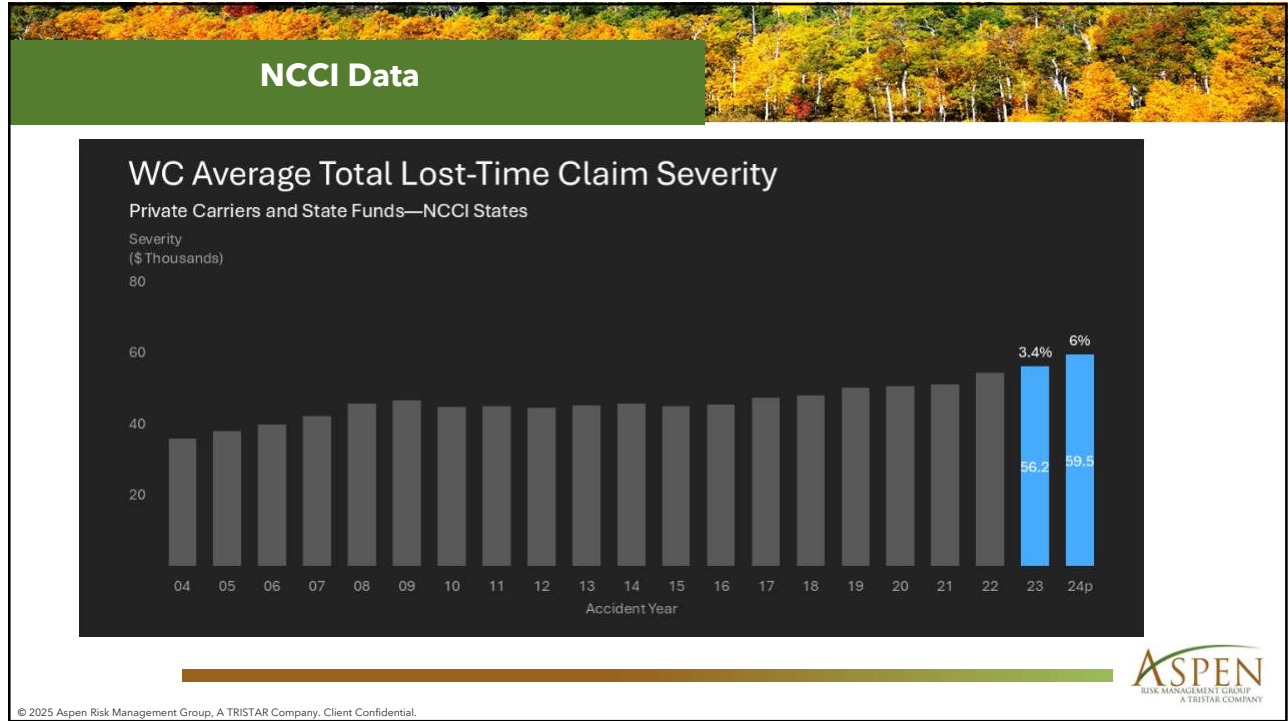 NCCI Data
WC Average Total Lost-Time Claim Severity
Private Carriers and State Funds—NCCI States
Severity
($ Thousands)
80
60
40
20
3.4%
6%
56.2
59.5
04 05 06 07 08 09 10 11 12 13 14 15 16 17 18 19 20 21 22 23 24p
Accident Year
ASPEN
RISK MANAGEMENT GROUP
A TRISTAR COMPANY
© 2025 Aspen Risk Management Group, A TRISTAR Company. Client Confidential.